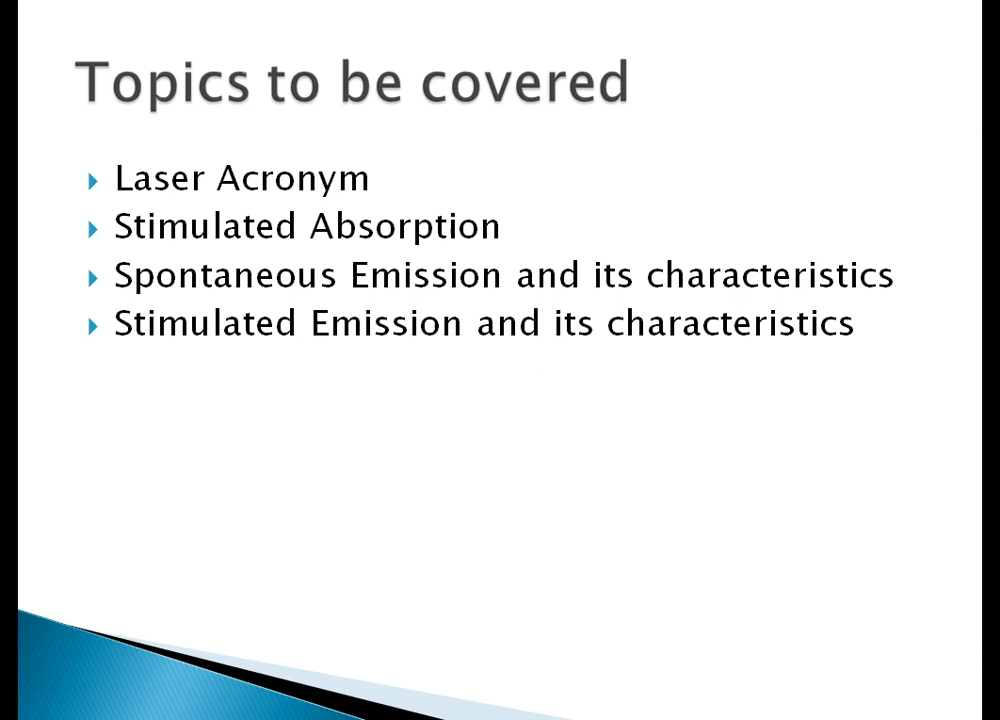 Topics to be covered
Laser Acronym
Stimulated Absorption
Spontaneous Emission and its characteristics
Stimulated Emission and its characteristics